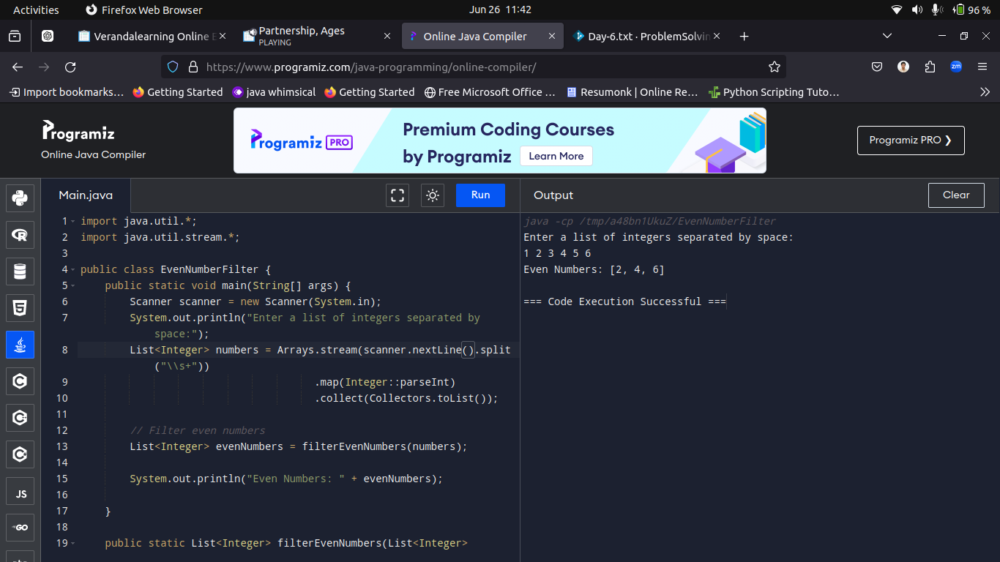 Activities
Firefox Web Browser
Jun 26 11:42
96 %
Verandalearning Online E
Partnership, Ages
PLAYING
Online Java Compiler
Day-6.txt · ProblemSolvin
https://www.programiz.com/java-programming/online-compiler/
zm
Import bookmarks…
Getting Started
java whimsical
Getting Started
Free Microsoft Office …
Resumonk | Online Re…
Python Scripting Tuto…
Programiz
Online Java Compiler
Programiz PRO
Premium Coding Courses
by Programiz
Learn More
Programiz PRO ❯
Main.java
Run
Output
Clear
1 import java.util.*;
2 import java.util.stream.*;
3
4 public class EvenNumberFilter {
5 public static void main(String[] args) {
6 Scanner scanner = new Scanner(System.in);
7 System.out.println("Enter a list of integers separated by
space:");
8 List<Integer> numbers = Arrays.stream(scanner.nextLine().split
("\\s+"))
9 .map(Integer::parseInt)
10 .collect(Collectors.toList());
11
12 // Filter even numbers
13 List<Integer> evenNumbers = filterEvenNumbers(numbers);
14
15 System.out.println("Even Numbers: " + evenNumbers);
16
17 }
18
19 public static List<Integer> filterEvenNumbers(List<Integer>
java -cp /tmp/a48bn1UkuZ/EvenNumberFilter
Enter a list of integers separated by space:
1 2 3 4 5 6
Even Numbers: [2, 4, 6]
=== Code Execution Successful ===
R
5
C
C
C
JS
GO